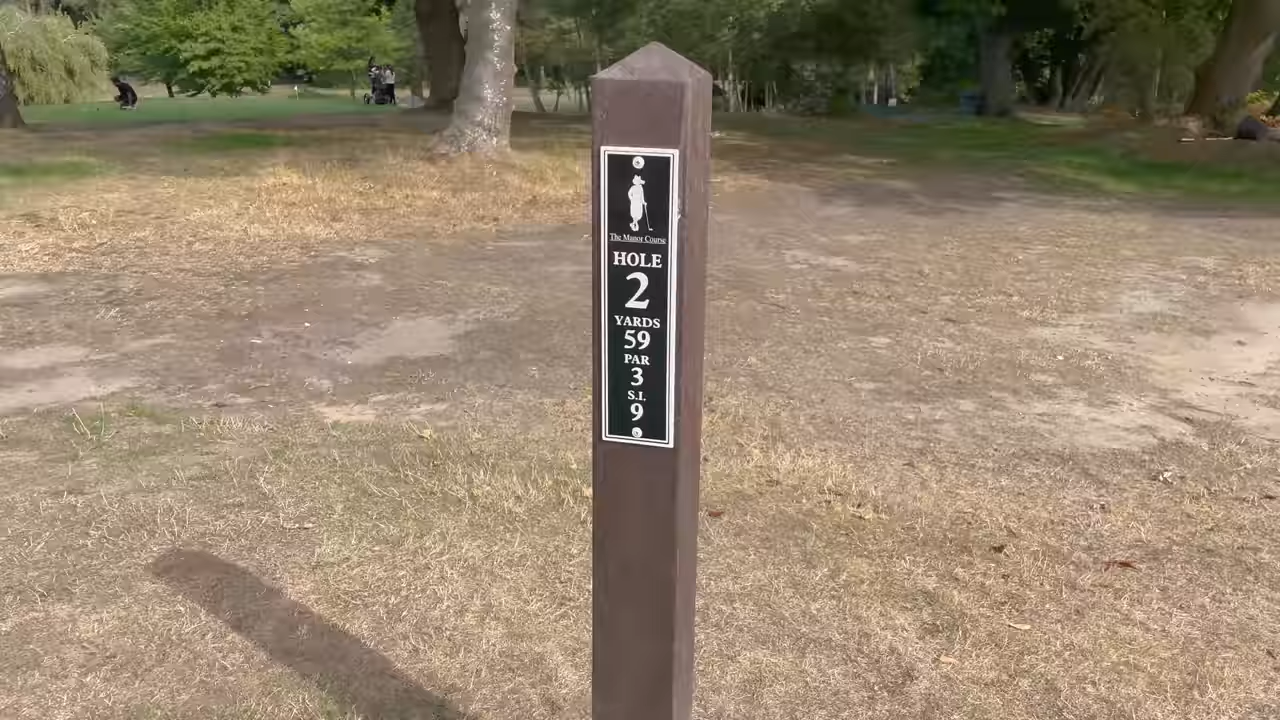 The Manor Course
HOLE
2
YARDS
59
PAR
3
S.I.
9